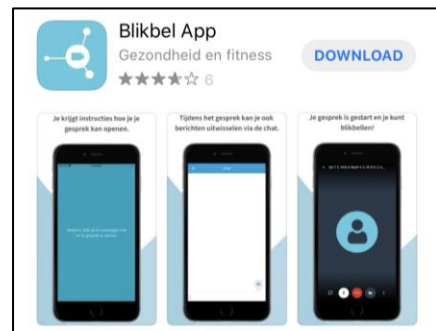 Blikbel App
Gezondheid en fitness
DOWNLOAD
6
Je krijgt instructies hoe je je
gesprek kan openen.
Tijdens het gesprek kan je ook
berichten uitwisselen via de chat.
Je gesprek is gestart en je kunt
blikbellen!